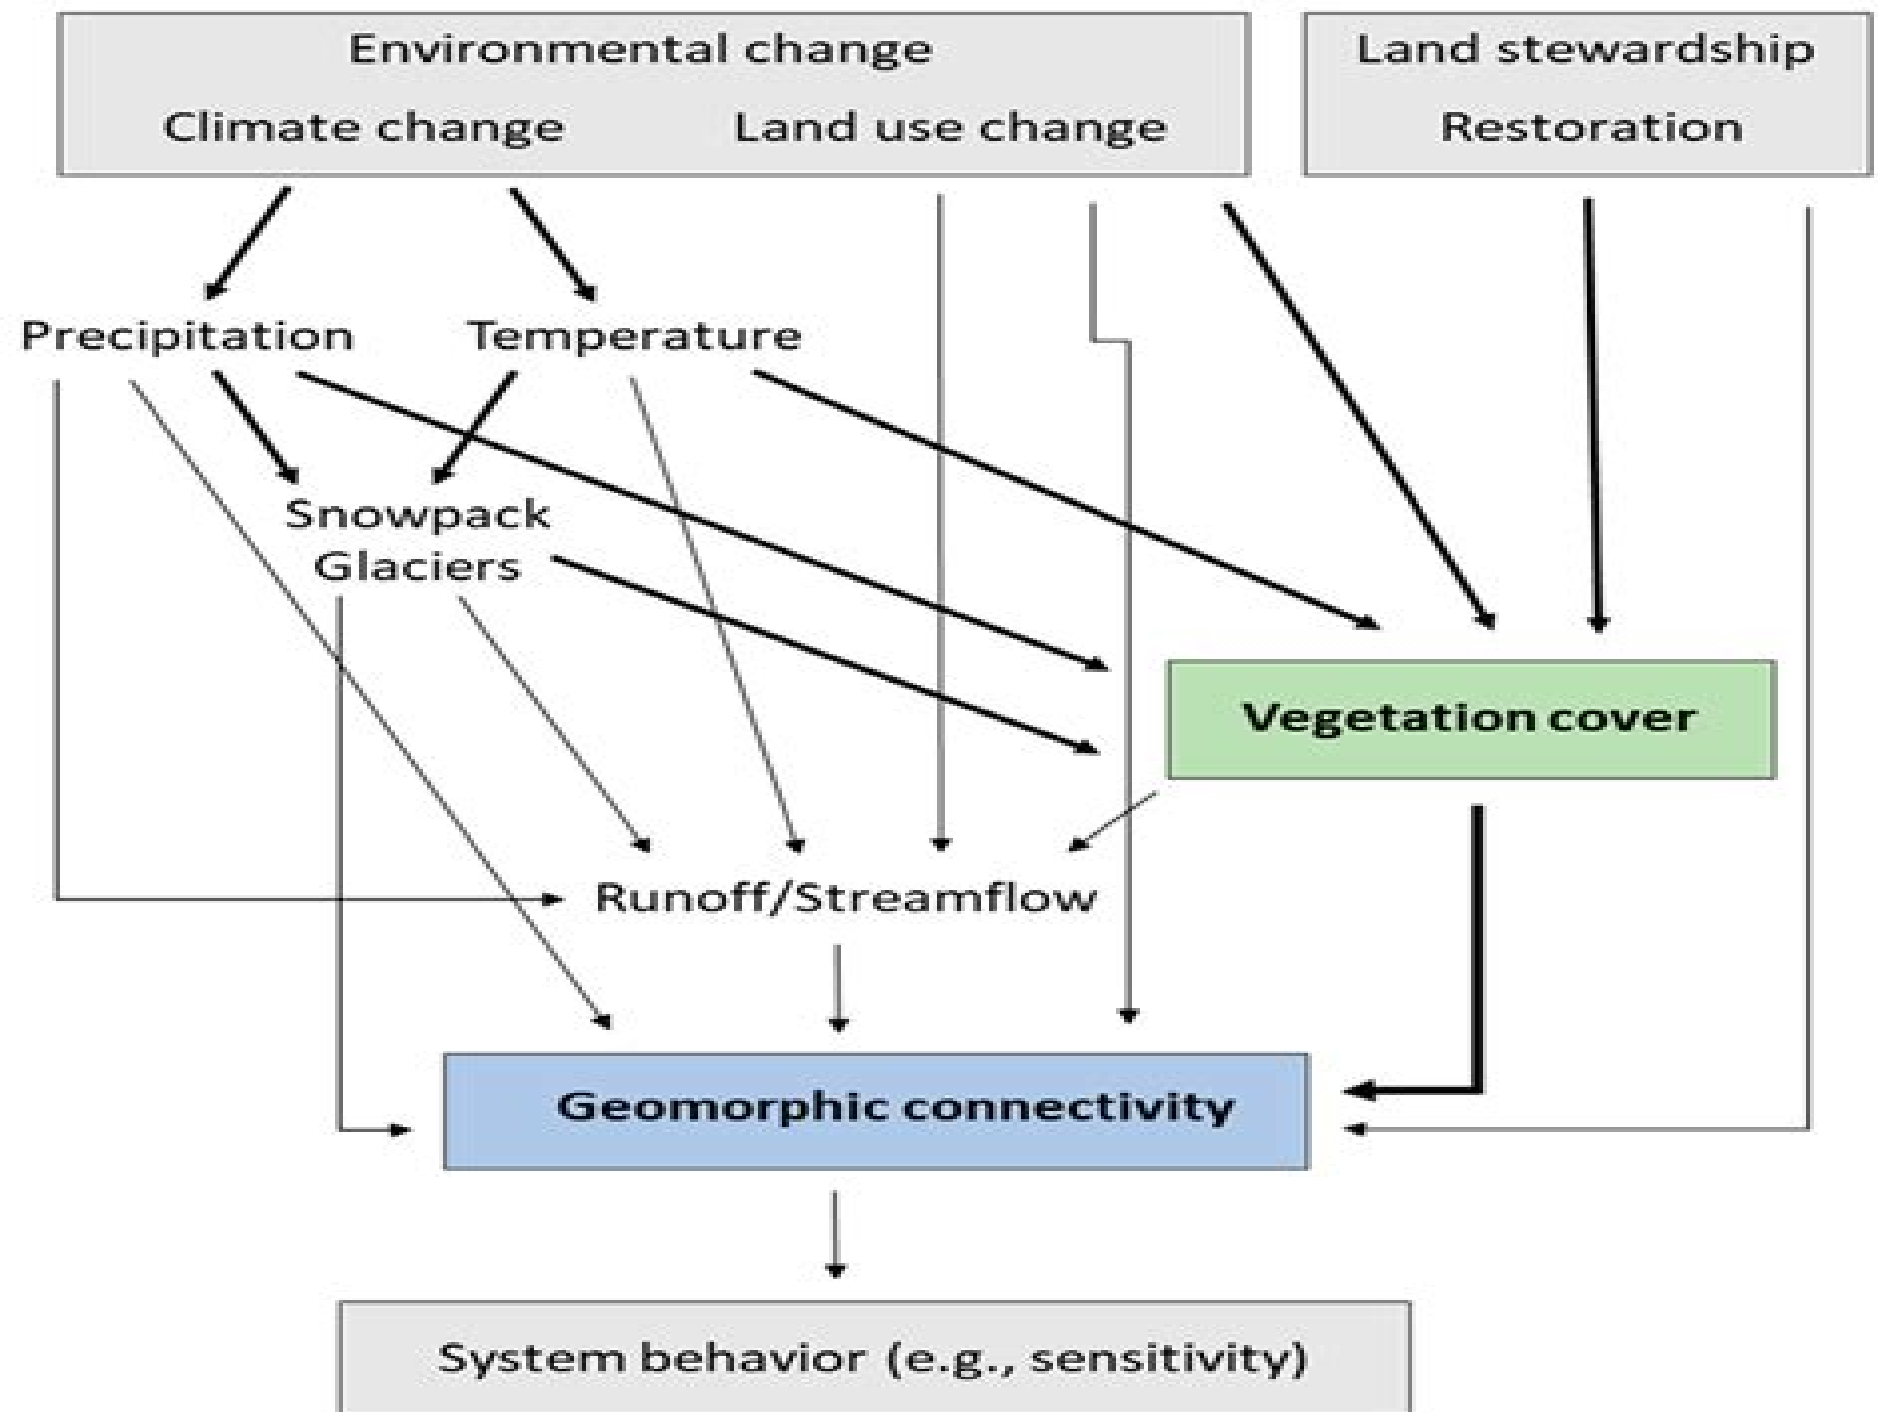 Environmental change
Climate change
Land use change
Land stewardship
Restoration
Precipitation
Temperature
Snowpack
Glaciers
Vegetation cover
Runoff/Streamflow
Geomorphic connectivity
System behavior (e.g., sensitivity)